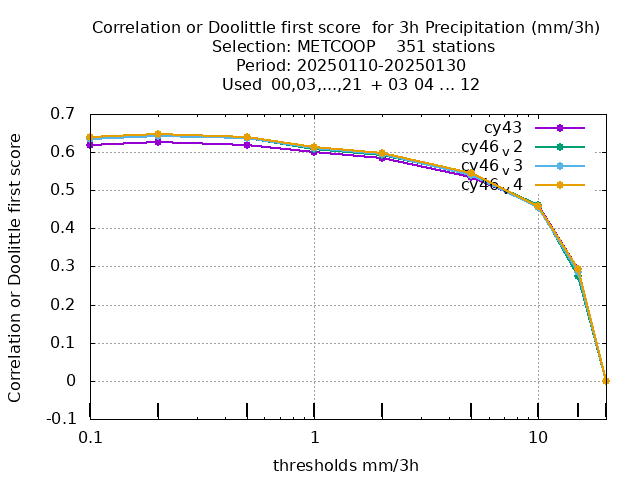 Correlation or Doolittle first score  for 3h Precipitation (mm/3h)
Selection: METCOOP    351 stations
Period: 20250110-20250130
Used  00,03,...,21  + 03 04 ... 12
Correlation or Doolittle first score
0.7
0.6
0.5
0.4
0.3
0.2
0.1
0
-0.1
cy43
cy46_v2
cy46_v3
cy46_v4
0.1
1
10
thresholds mm/3h